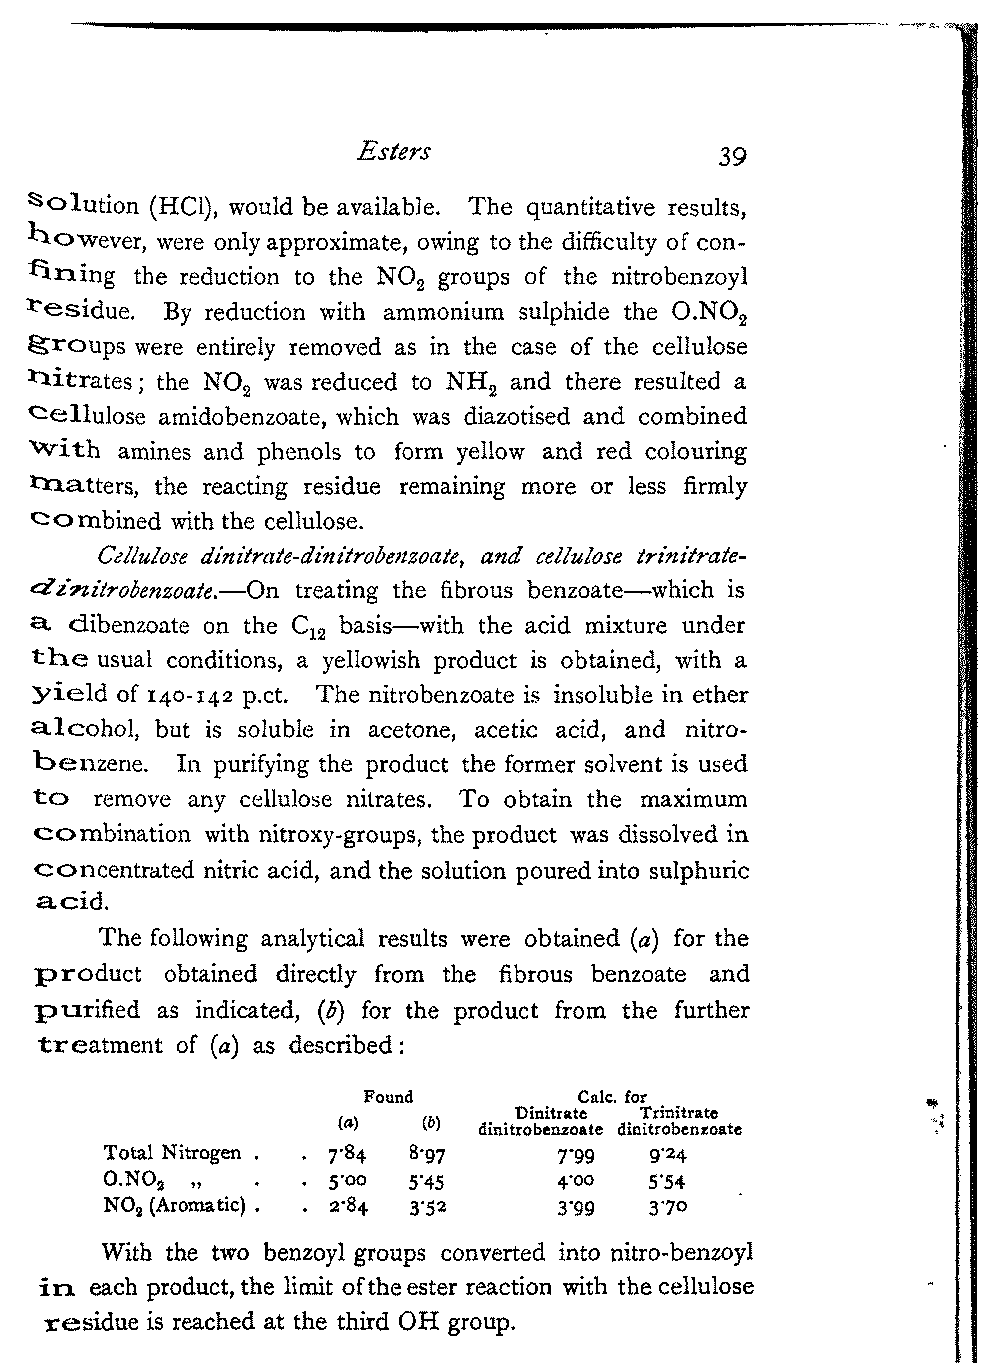 Esters 39
solution (HCl), would be available. The quantitative results,
however, were only approximate, owing to the difficulty of con-
fining the reduction to the NO₂ groups of the nitrobenzoyl
residue. By reduction with ammonium sulphide the O.NO₂
groups were entirely removed as in the case of the cellulose
nitrates; the NO₂ was reduced to NH₂ and there resulted a
cellulose amidobenzoate, which was diazotised and combined
with amines and phenols to form yellow and red colouring
matters, the reacting residue remaining more or less firmly
combined with the cellulose.
Cellulose dinitrate-dinitrobenzoate, and cellulose trinitrate-
dinitrobenzoate.—On treating the fibrous benzoate—which is
a dibenzoate on the C₁₂ basis—with the acid mixture under
the usual conditions, a yellowish product is obtained, with a
yield of 140-142 p.ct. The nitrobenzoate is insoluble in ether
alcohol, but is soluble in acetone, acetic acid, and nitro-
benzene. In purifying the product the former solvent is used
to remove any cellulose nitrates. To obtain the maximum
combination with nitroxy-groups, the product was dissolved in
concentrated nitric acid, and the solution poured into sulphuric
acid.
The following analytical results were obtained (a) for the
product obtained directly from the fibrous benzoate and
purified as indicated, (b) for the product from the further
treatment of (a) as described:
Found Calc. for
Dinitrate Trinitrate
(a) (b) dinitrobenzoate dinitrobenzoate
Total Nitrogen . . 7·84 8·97 7·99 9·24
O.NO₂ „ . . 5·00 5·45 4·00 5·54
NO₂ (Aromatic) . . 2·84 3·52 3·99 3·70
With the two benzoyl groups converted into nitro-benzoyl
in each product, the limit of the ester reaction with the cellulose
residue is reached at the third OH group.